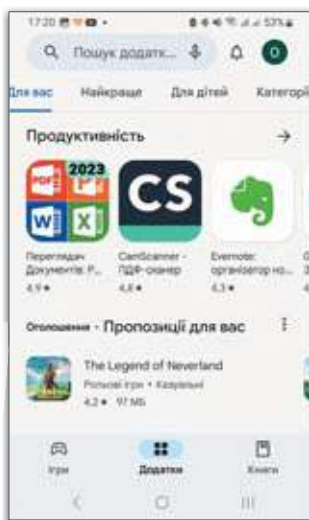 17:20
53%
Пошук додатк...
O
Для вас Найкраще Для дітей Категорії
Продуктивність
2023
PDF
W X
CS
Переглядач Документів: P...
4,9★
CamScanner - ПДФ-сканер
4,8★
Evernote: організатор но...
4,3★
Оголошення · Пропозиції для вас
The Legend of Neverland
Рольові ігри · Казуальні
4,2★ 97 МБ
Ігри Додатки Книги